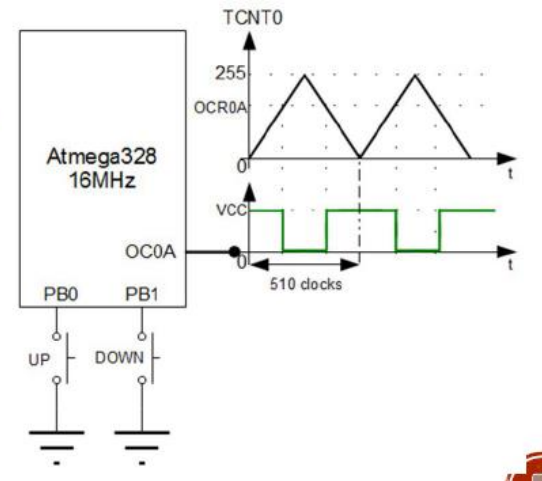 TCNT0
255
OCR0A
0
t
Atmega328
16MHz
VCC
OC0A
0
t
510 clocks
PB0
PB1
UP
DOWN